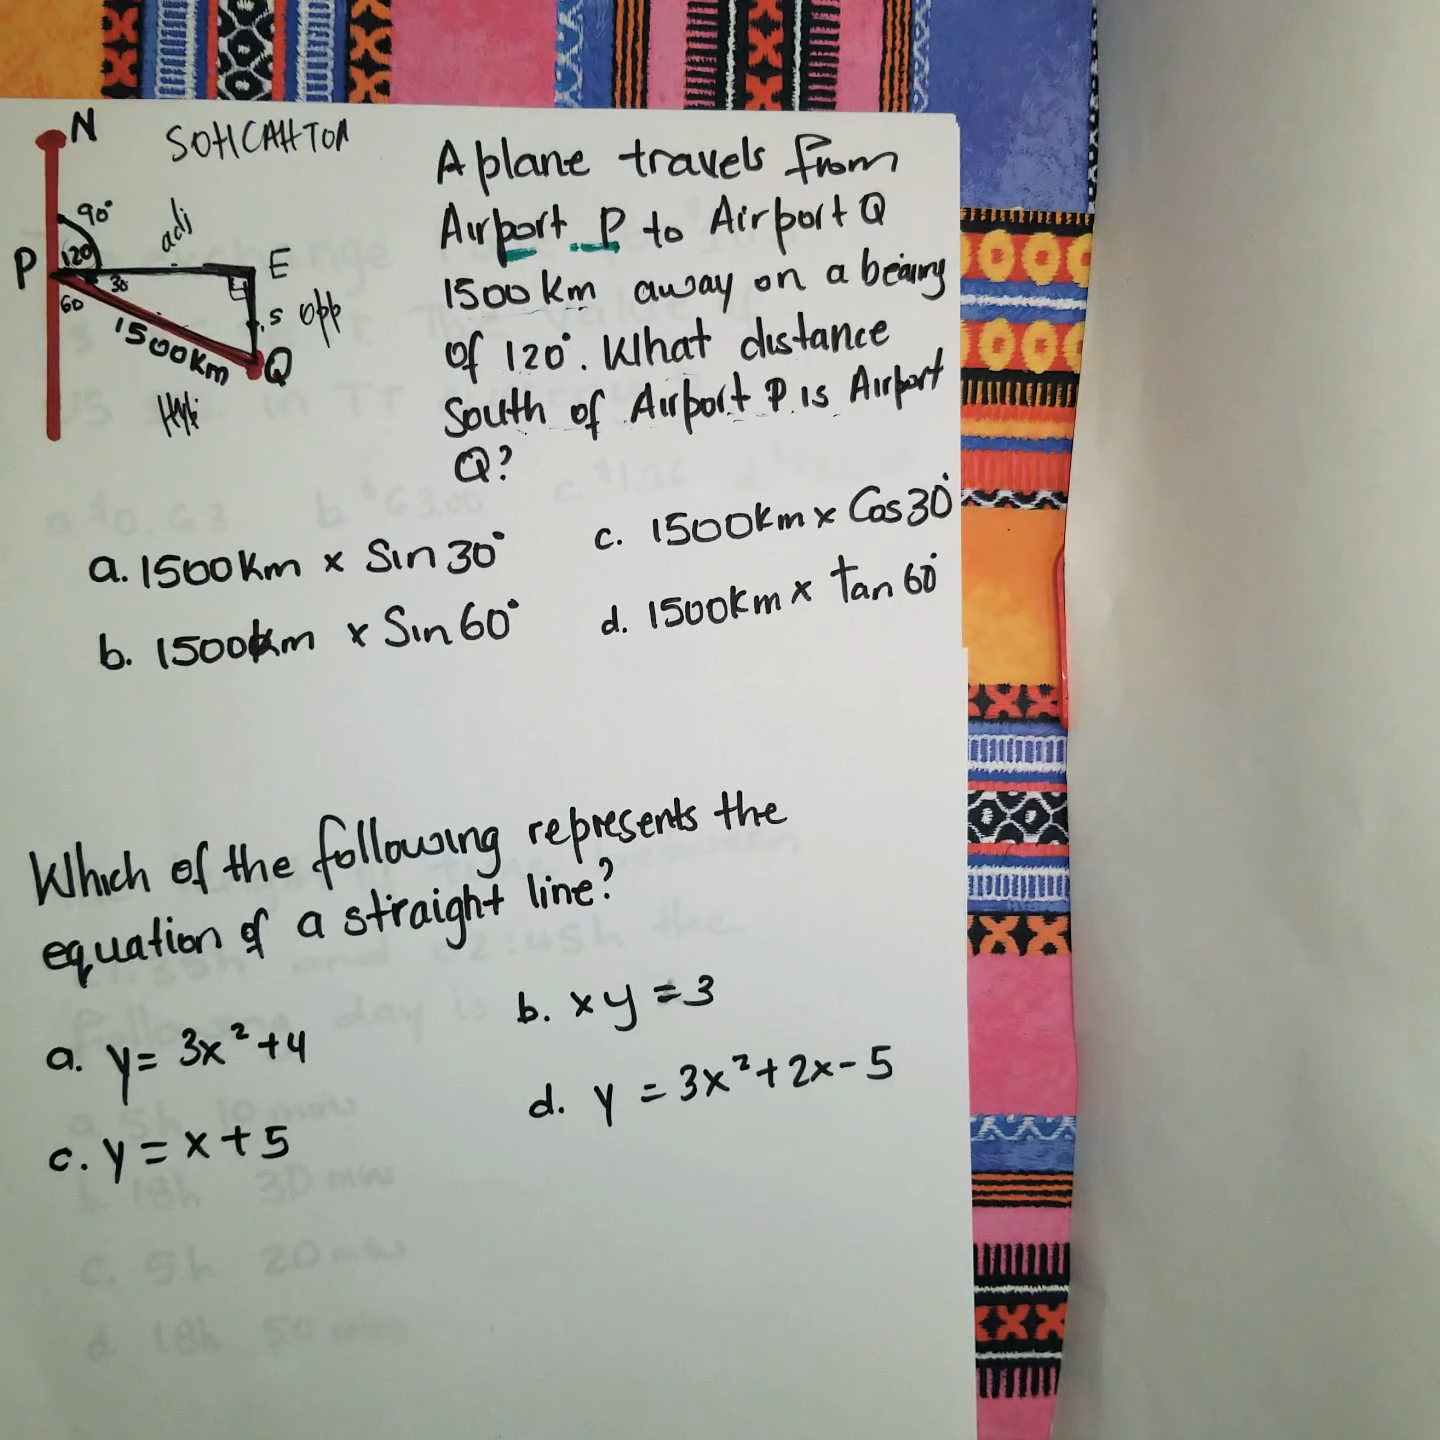 N
SOHCAHTOA
90°
adj
P
120
30
E
60
s
opp
1500km
Q
Hyp
A plane travels from
Airport P to Airport Q
1500 km away on a bearing
of 120°. What distance
South of Airport P is Airport
Q?
a. 1500km x Sin 30°
c. 1500km x Cos 30°
b. 1500km x Sin 60°
d. 1500km x tan 60°
Which of the following represents the
equation of a straight line?
a. y = 3x² + 4
b. xy = 3
c. y = x + 5
d. y = 3x² + 2x - 5